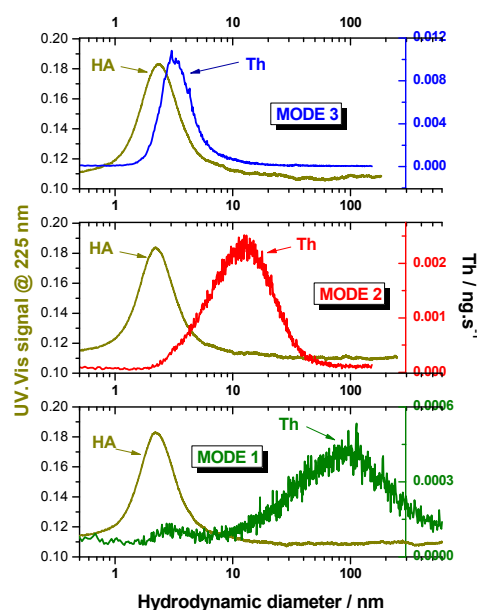 1 10 100
0.20
0.18
0.16
0.14
0.12
0.10
HA
Th
MODE 3
0.012
0.008
0.004
0.000
0.20
0.18
0.16
0.14
0.12
0.10
HA
Th
MODE 2
0.002
0.001
0.000
0.20
0.18
0.16
0.14
0.12
0.10
HA
Th
MODE 1
0.0006
0.0003
0.0000
1 10 100
UV.Vis signal @ 225 nm
Th / ng.s⁻¹
Hydrodynamic diameter / nm